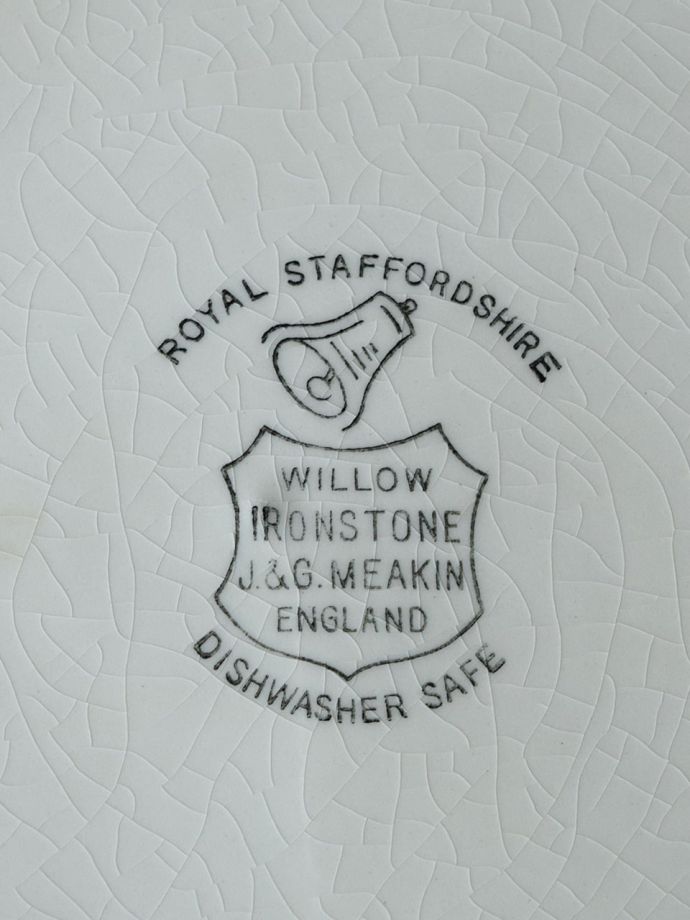 ROYAL STAFFORDSHIRE
WILLOW
IRONSTONE
J.&G. MEAKIN
ENGLAND
DISHWASHER SAFE